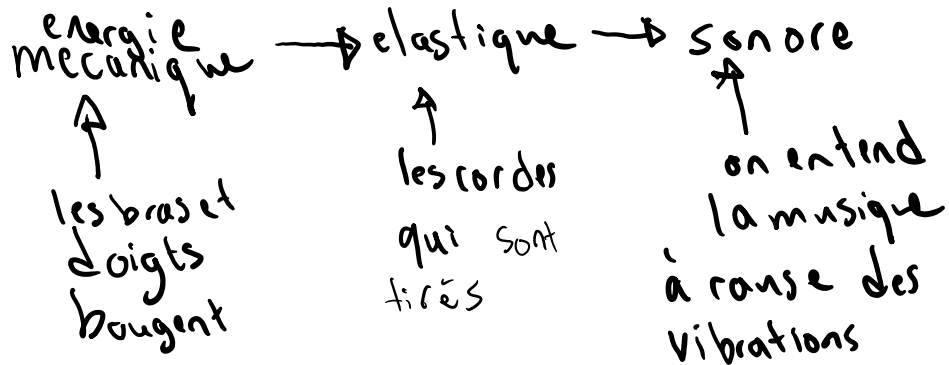 energie
mecanique → elastique → sonore
les bras et
doigts
bougent
les cordes
qui sont
tirés
on entend
la musique
à cause des
vibrations